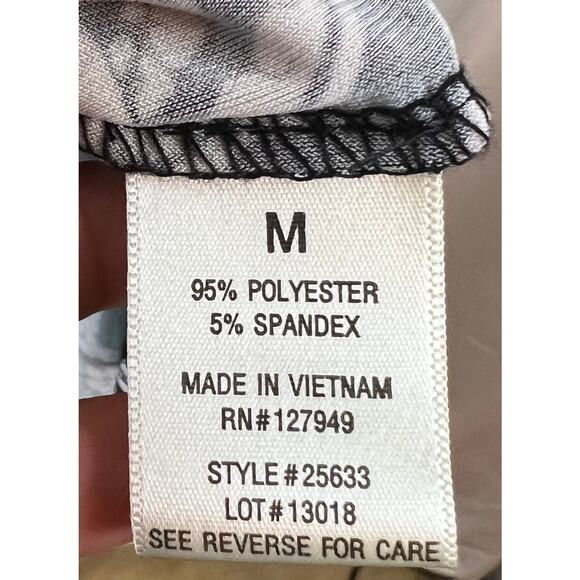 M
95% POLYESTER
5% SPANDEX
MADE IN VIETNAM
RN#127949
STYLE#25633
LOT#13018
SEE REVERSE FOR CARE